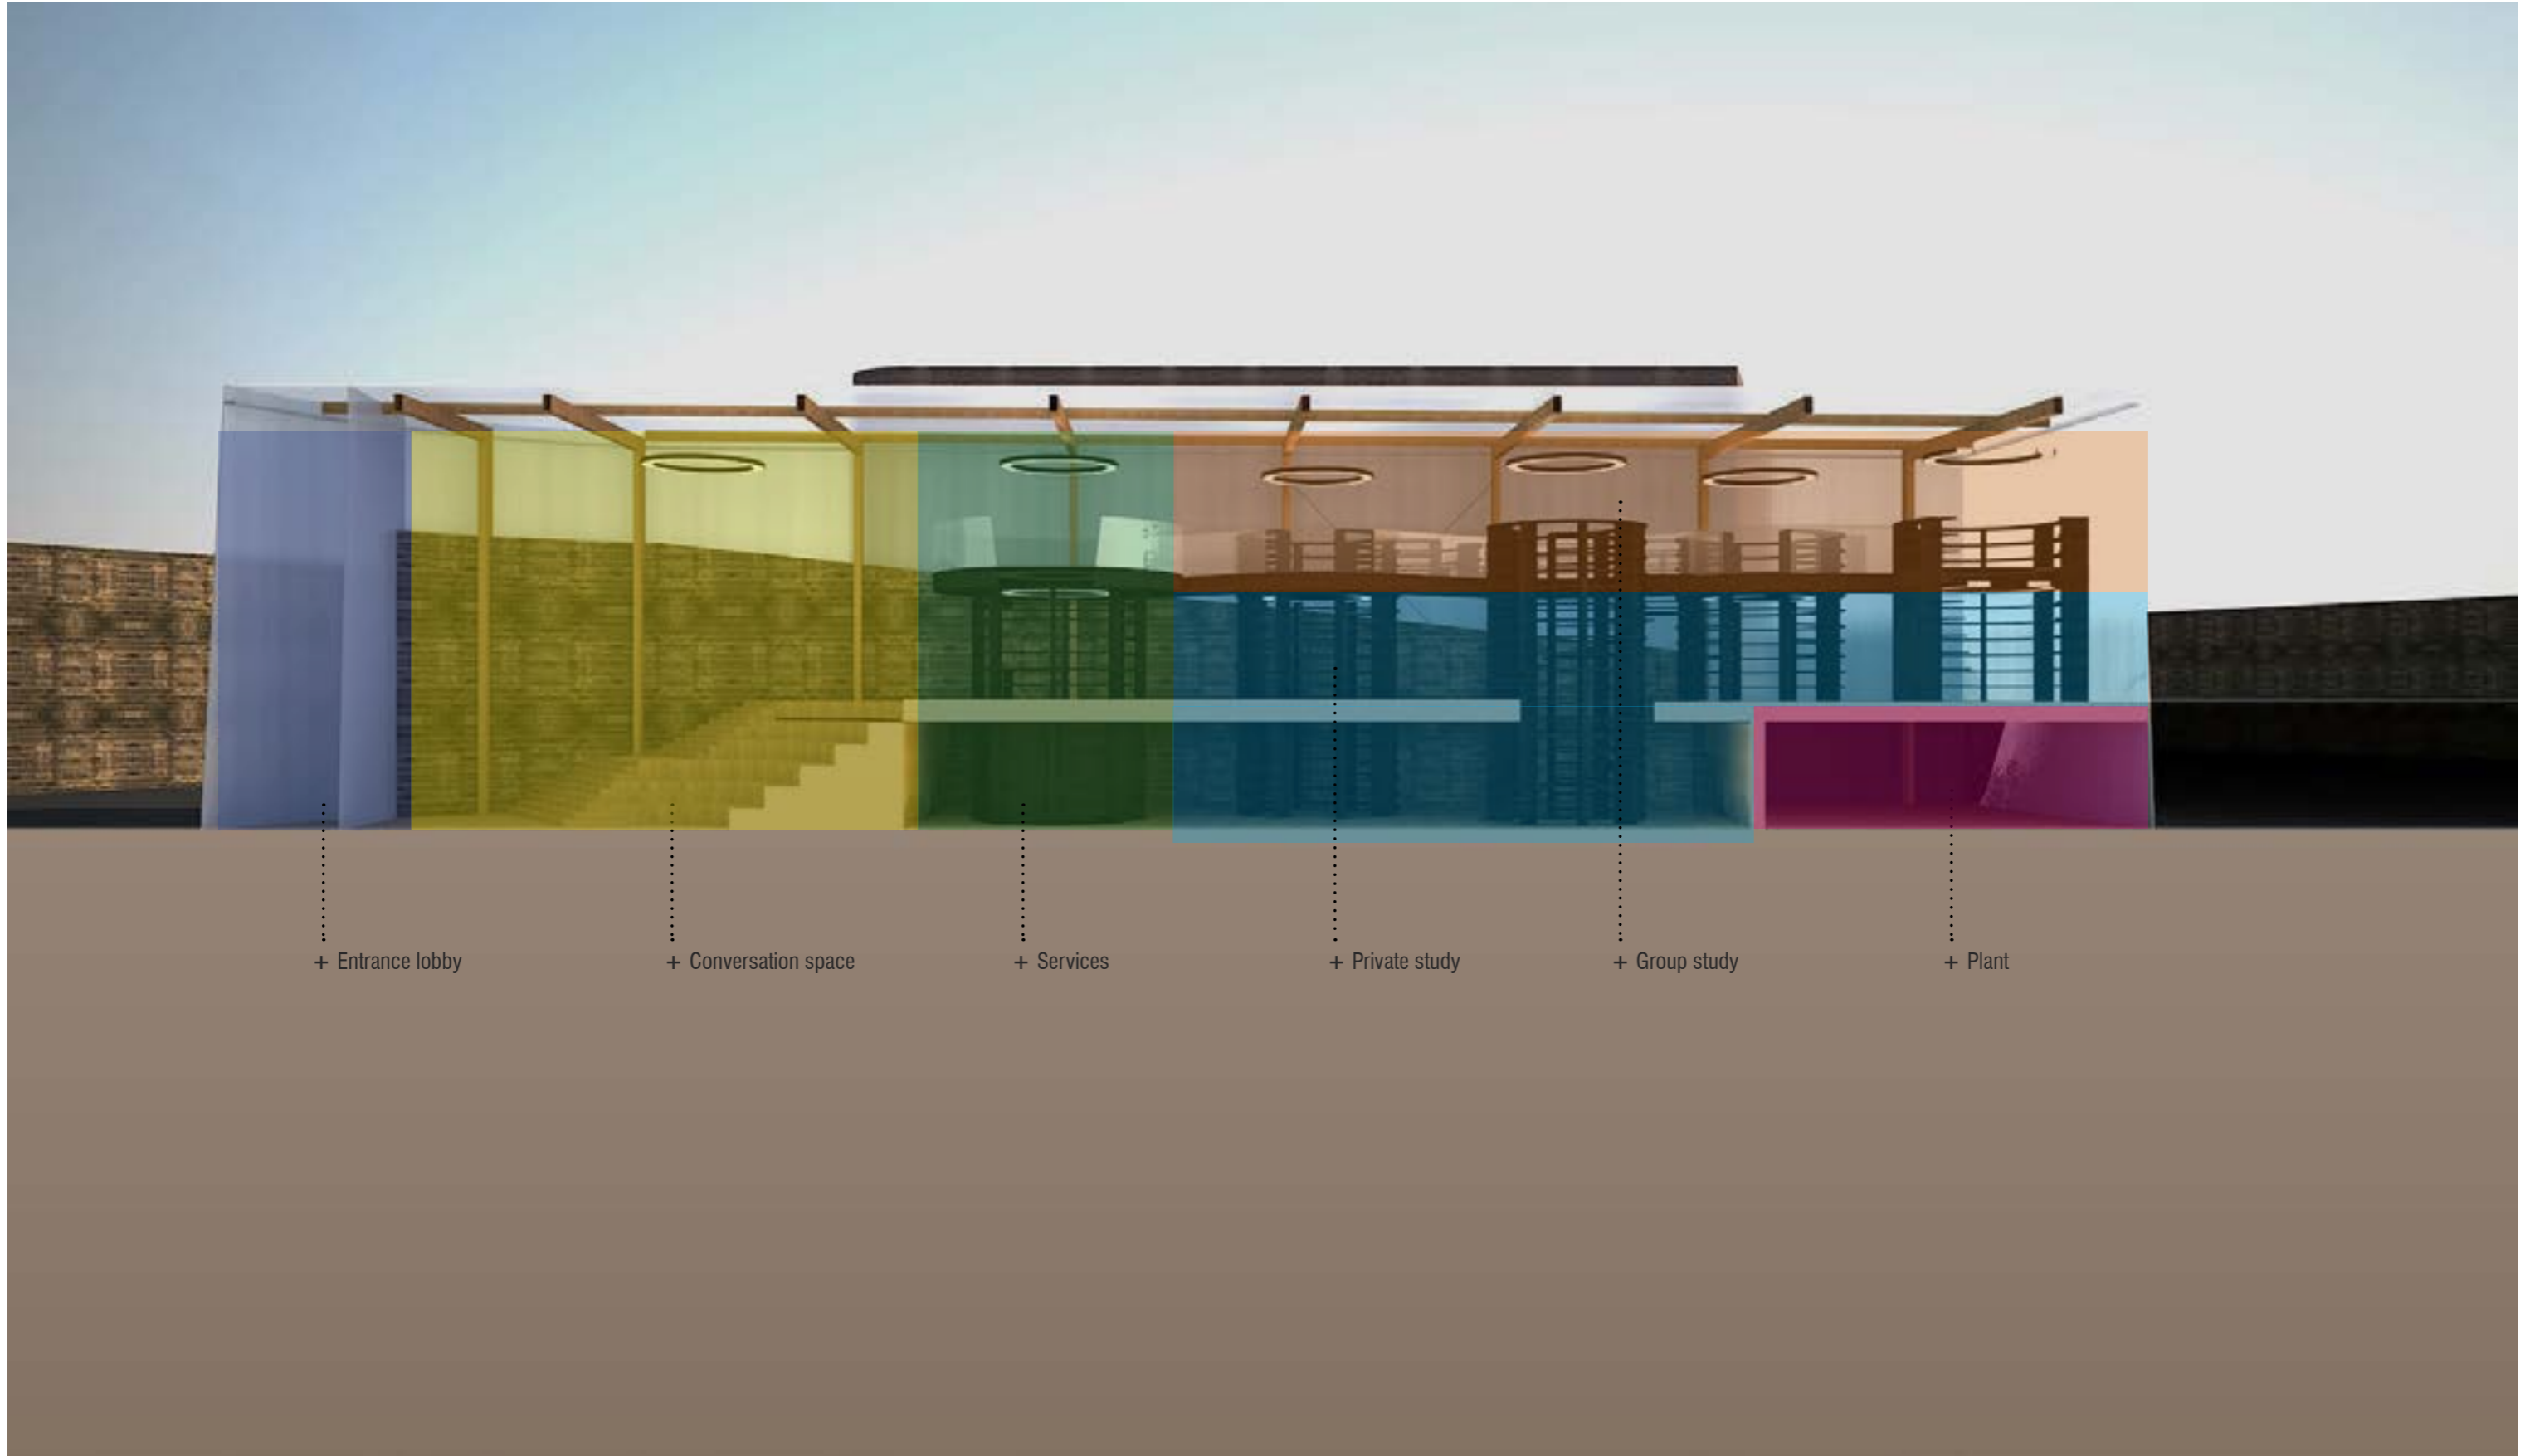 + Entrance lobby
+ Conversation space
+ Services
+ Private study
+ Group study
+ Plant